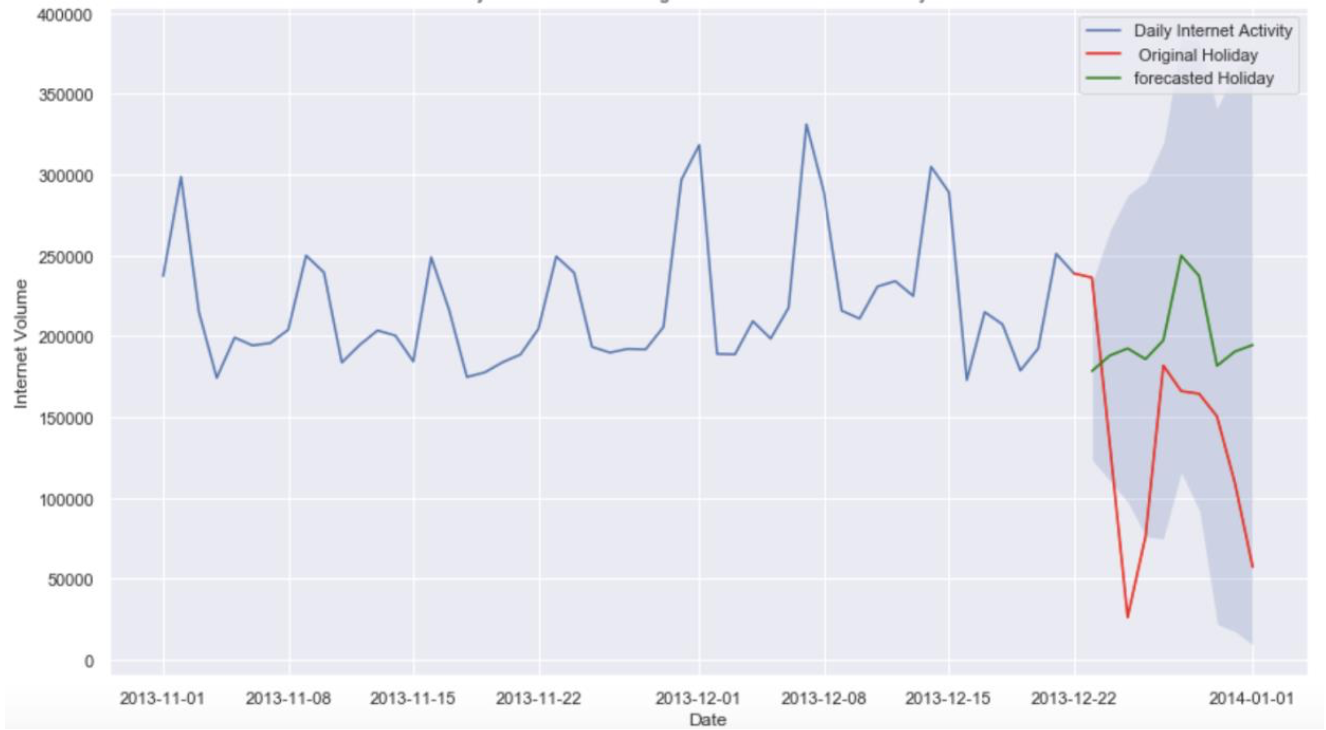 400000
350000
300000
250000
200000
150000
100000
50000
0
Internet Volume
Daily Internet Activity
Original Holiday
forecasted Holiday
2013-11-01 2013-11-08 2013-11-15 2013-11-22 2013-12-01 2013-12-08 2013-12-15 2013-12-22 2014-01-01
Date